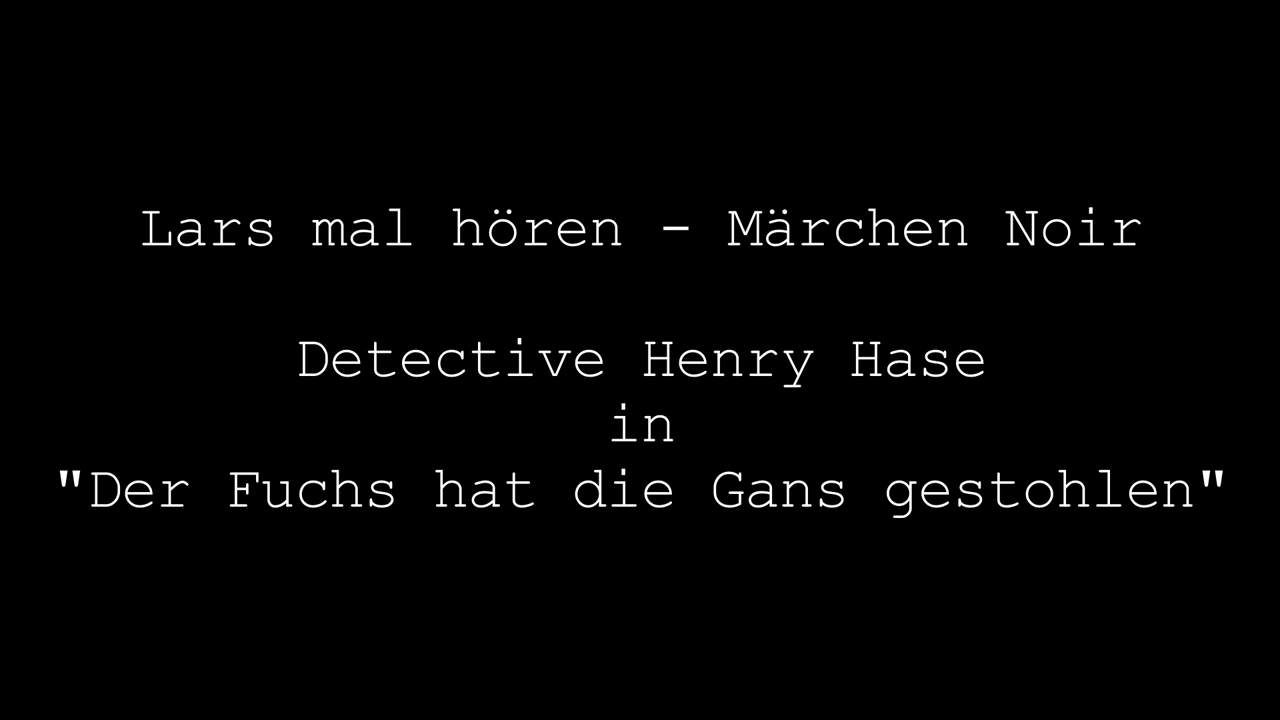 Lars mal hören - Märchen Noir
Detective Henry Hase
in
"Der Fuchs hat die Gans gestohlen"